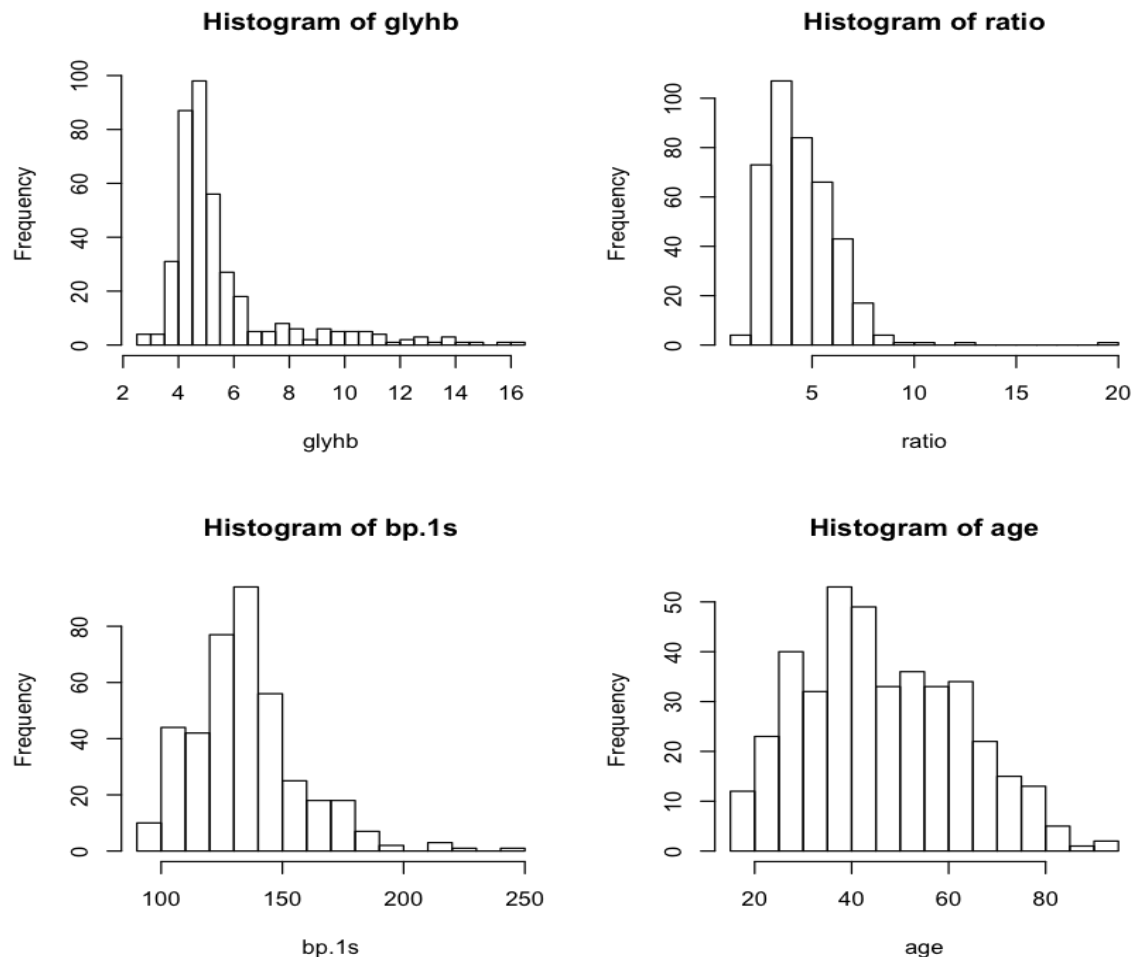 Histogram of glyhb
Frequency
0 20 40 60 80 100
2 4 6 8 10 12 14 16
glyhb
Histogram of ratio
Frequency
0 20 40 60 80 100
5 10 15 20
ratio
Histogram of bp.1s
Frequency
0 20 40 60 80
100 150 200 250
bp.1s
Histogram of age
Frequency
0 10 20 30 40 50
20 40 60 80
age